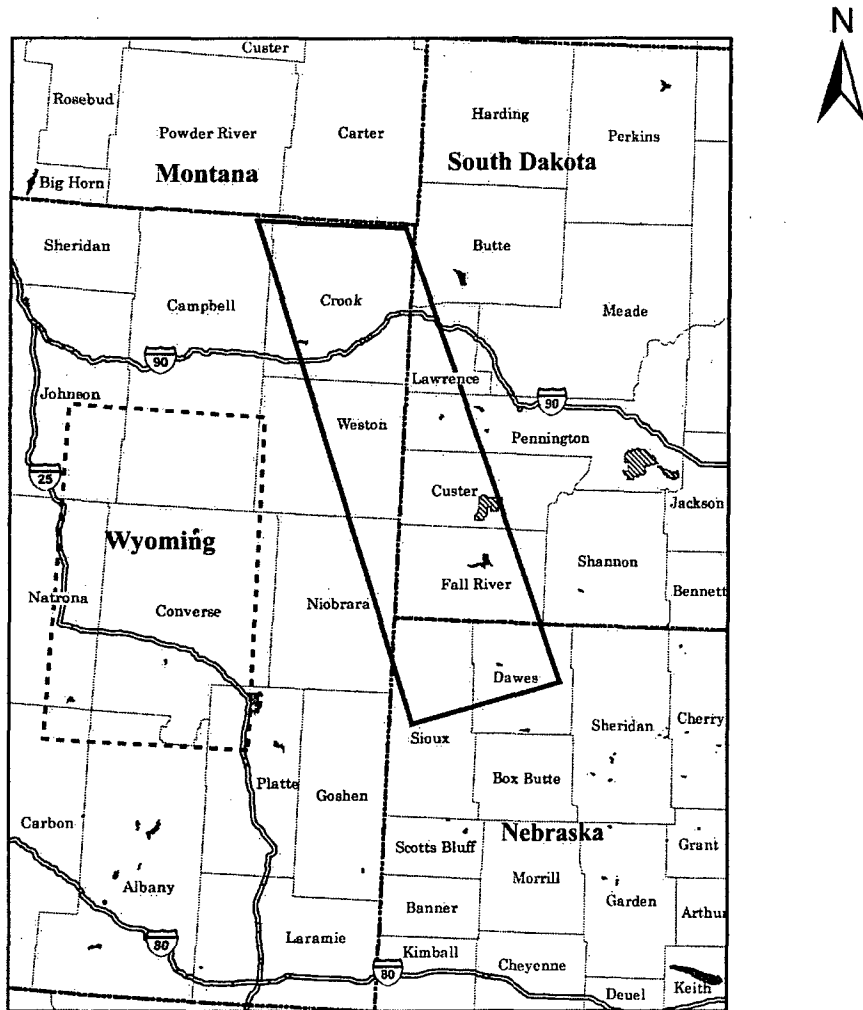 N
Custer
Rosebud
Powder River
Carter
Harding
Perkins
Montana
South Dakota
Big Horn
Sheridan
Butte
Campbell
Crook
Meade
90
Johnson
Lawrence
90
Weston
Pennington
25
Custer
Jackson
Wyoming
Shannon
Fall River
Bennett
Natrona
Converse
Niobrara
Dawes
Sheridan
Cherry
Sioux
Box Butte
Platte
Goshen
Carbon
Scotts Bluff
Nebraska
Grant
Albany
Morrill
Garden
Banner
Arthur
Laramie
Kimball
80
80
Cheyenne
Deuel
Keith